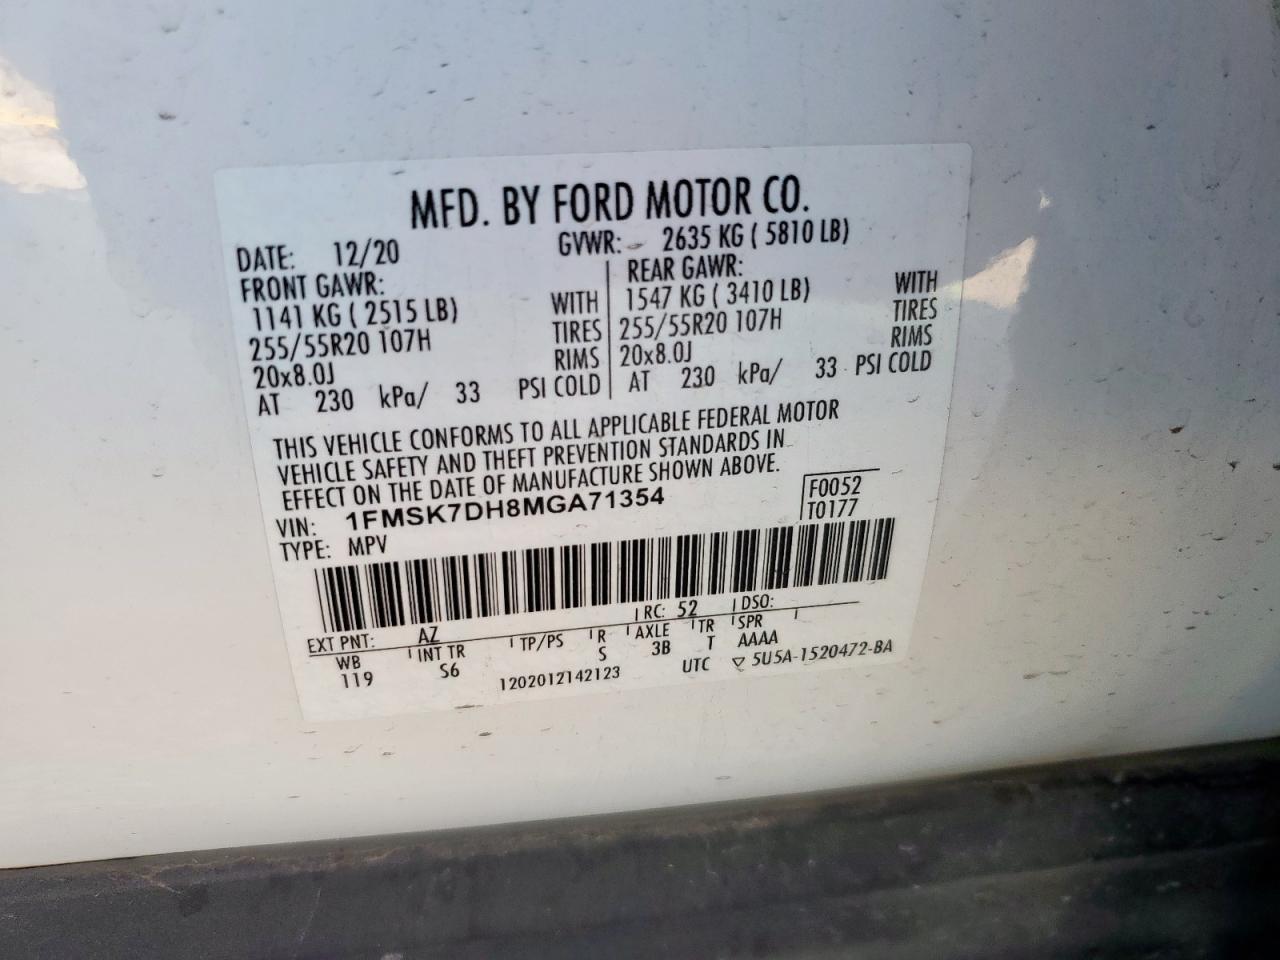 MFD. BY FORD MOTOR CO.
DATE: 12/20 GVWR: 2635 KG ( 5810 LB)
FRONT GAWR: REAR GAWR:
1141 KG ( 2515 LB) WITH 1547 KG ( 3410 LB) WITH
255/55R20 107H TIRES 255/55R20 107H TIRES
20x8.0J RIMS 20x8.0J RIMS
AT 230 kPa/ 33 PSI COLD AT 230 kPa/ 33 PSI COLD
THIS VEHICLE CONFORMS TO ALL APPLICABLE FEDERAL MOTOR
VEHICLE SAFETY AND THEFT PREVENTION STANDARDS IN
EFFECT ON THE DATE OF MANUFACTURE SHOWN ABOVE.
VIN: 1FMSK7DH8MGA71354 F0052
TYPE: MPV T0177
EXT PNT: AZ RC: 52 DSO:
WB INT TR TP/PS R AXLE TR SPR
119 S6 S 3B T AAAA
1202012142123 UTC ▽ 5U5A-1520472-BA